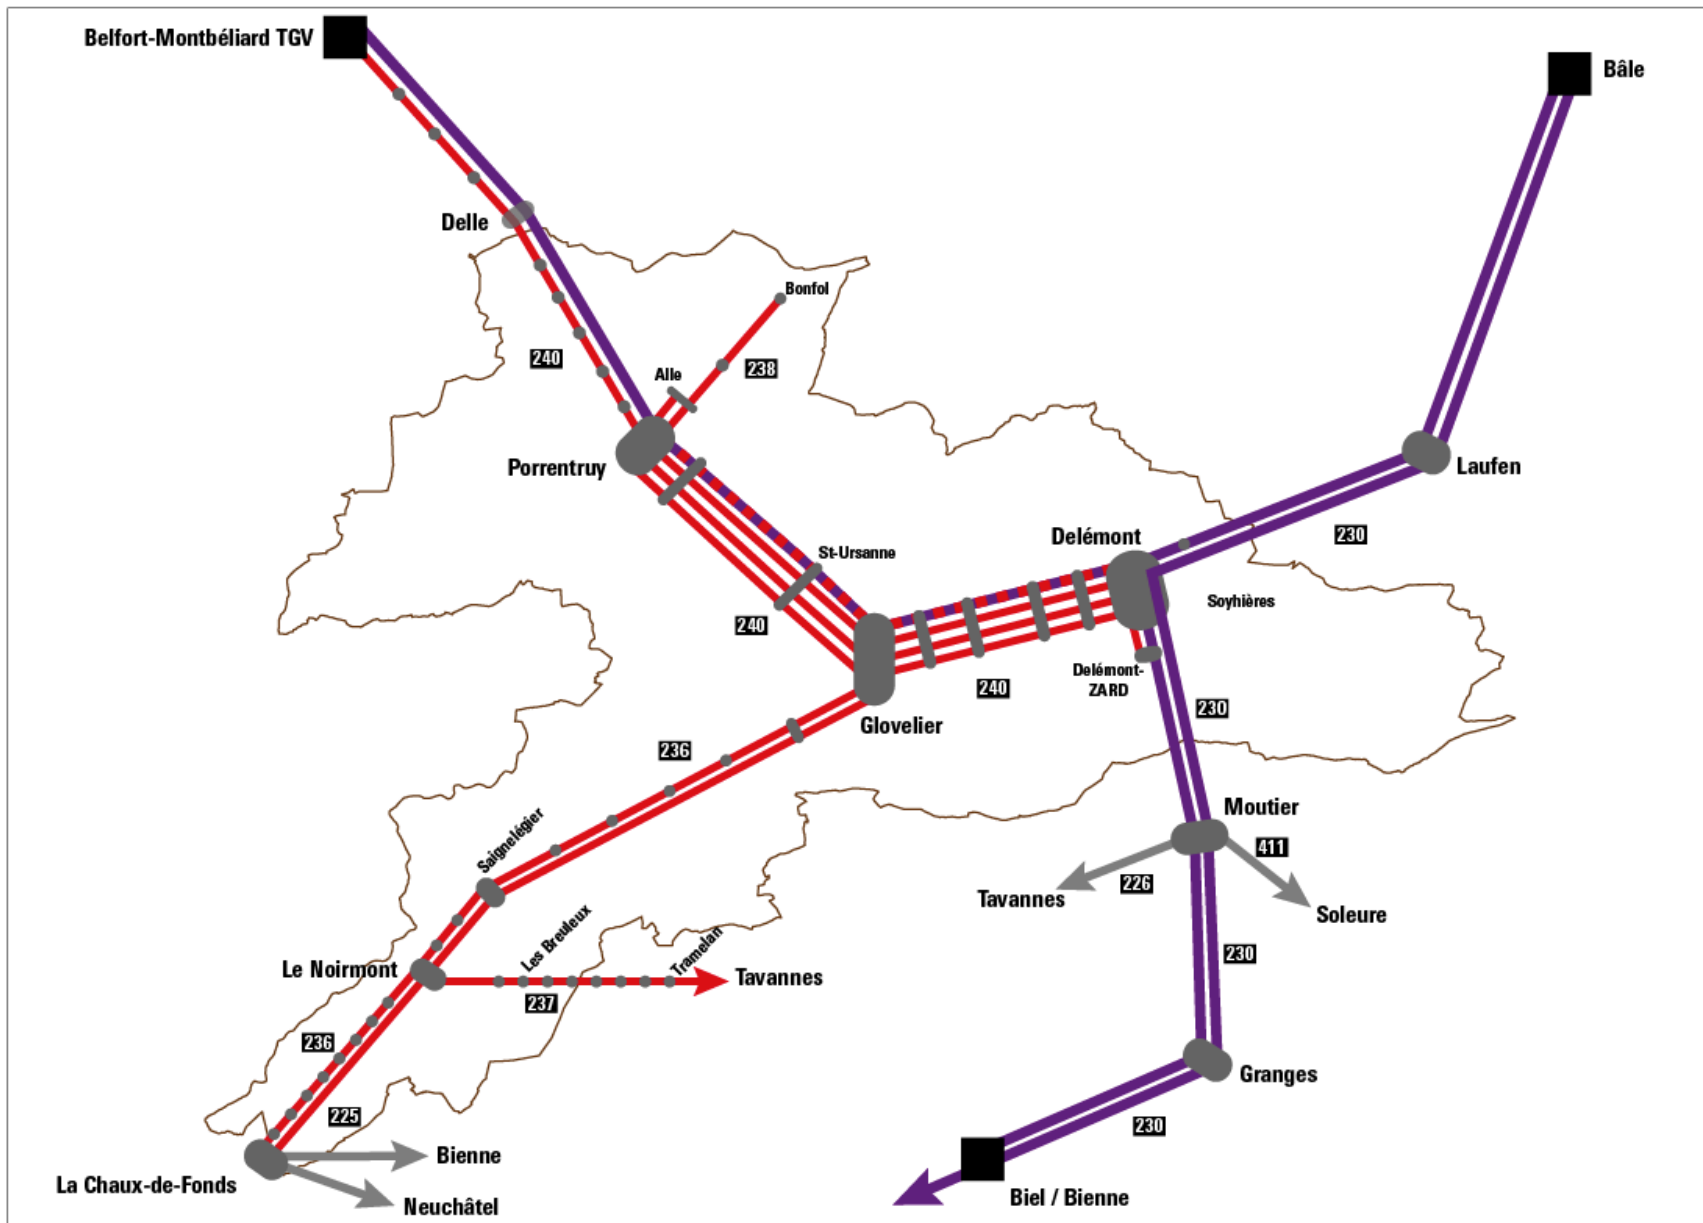 Belfort-Montbéliard TGV
Bâle
Delle
Bonfol
240
Alle
238
Porrentruy
Laufen
Delémont
230
St-Ursanne
Soyhières
240
Delémont-
ZARD
240
230
Glovelier
236
Moutier
Saignelégier
411
226
Tavannes
Soleure
Les Breuleux
Tramelan
230
Le Noirmont
Tavannes
237
236
Granges
225
230
Bienne
La Chaux-de-Fonds
Biel / Bienne
Neuchâtel